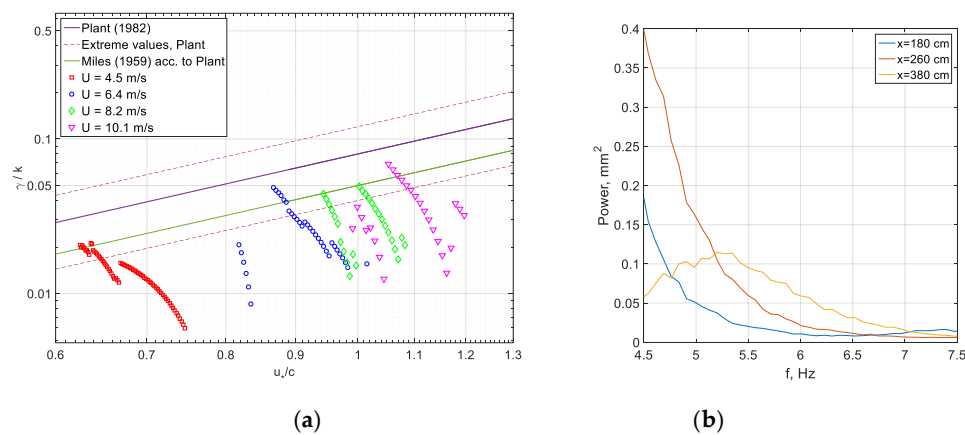 Plant (1982)
Extreme values, Plant
Miles (1959) acc. to Plant
U = 4.5 m/s
U = 6.4 m/s
U = 8.2 m/s
U = 10.1 m/s
0.5
0.1
0.05
0.01
γ / k
0.6 0.7 0.8 0.9 1.0 1.1 1.2 1.3
u*/c
(a)
x=180 cm
x=260 cm
x=380 cm
0.4
0.35
0.3
0.25
0.2
0.15
0.1
0.05
0
Power, mm²
4.5 5 5.5 6 6.5 7 7.5
f, Hz
(b)